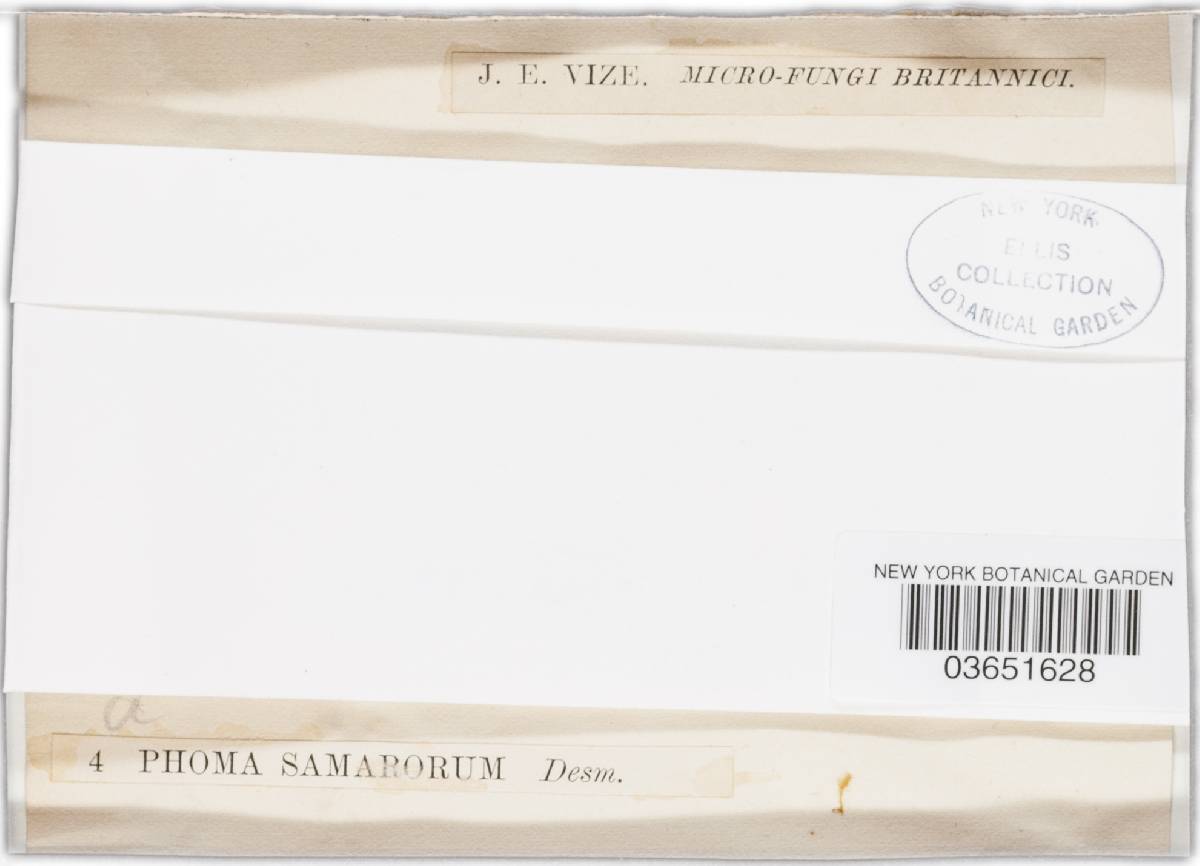 J. E. VIZE. MICRO-FUNGI BRITANNICI.
NEW YORK
ELLIS
COLLECTION
BOTANICAL GARDEN
NEW YORK BOTANICAL GARDEN
03651628
a
4 PHOMA SAMARORUM Desm.